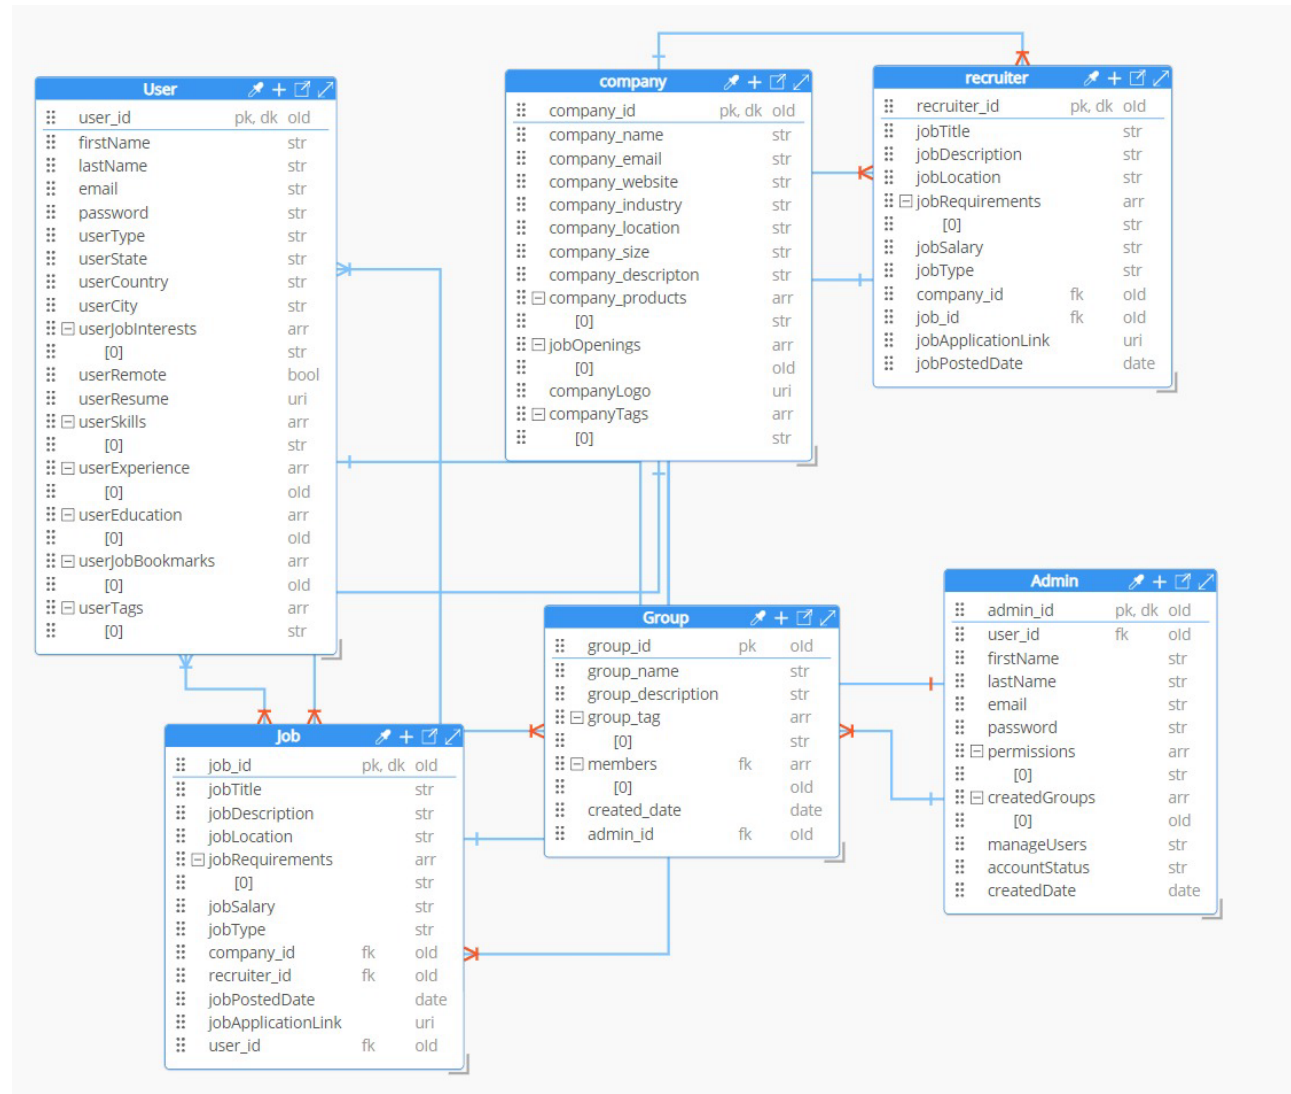 User
user_id pk, dk old
firstName str
lastName str
email str
password str
userType str
userState str
userCountry str
userCity str
userJobInterests arr
[0] str
userRemote bool
userResume uri
userSkills arr
[0] str
userExperience arr
[0] old
userEducation arr
[0] old
userJobBookmarks arr
[0] old
userTags arr
[0] str
company
company_id pk, dk old
company_name str
company_email str
company_website str
company_industry str
company_location str
company_size str
company_descripton str
company_products arr
[0] str
jobOpenings arr
[0] old
companyLogo uri
companyTags arr
[0] str
recruiter
recruiter_id pk, dk old
jobTitle str
jobDescription str
jobLocation str
jobRequirements arr
[0] str
jobSalary str
jobType str
company_id fk old
job_id fk old
jobApplicationLink uri
jobPostedDate date
Job
job_id pk, dk old
jobTitle str
jobDescription str
jobLocation str
jobRequirements arr
[0] str
jobSalary str
jobType str
company_id fk old
recruiter_id fk old
jobPostedDate date
jobApplicationLink uri
user_id fk old
Group
group_id pk old
group_name str
group_description str
group_tag arr
[0] str
members fk arr
[0] old
created_date date
admin_id fk old
Admin
admin_id pk, dk old
user_id fk old
firstName str
lastName str
email str
password str
permissions arr
[0] str
createdGroups arr
[0] old
manageUsers str
accountStatus str
createdDate date